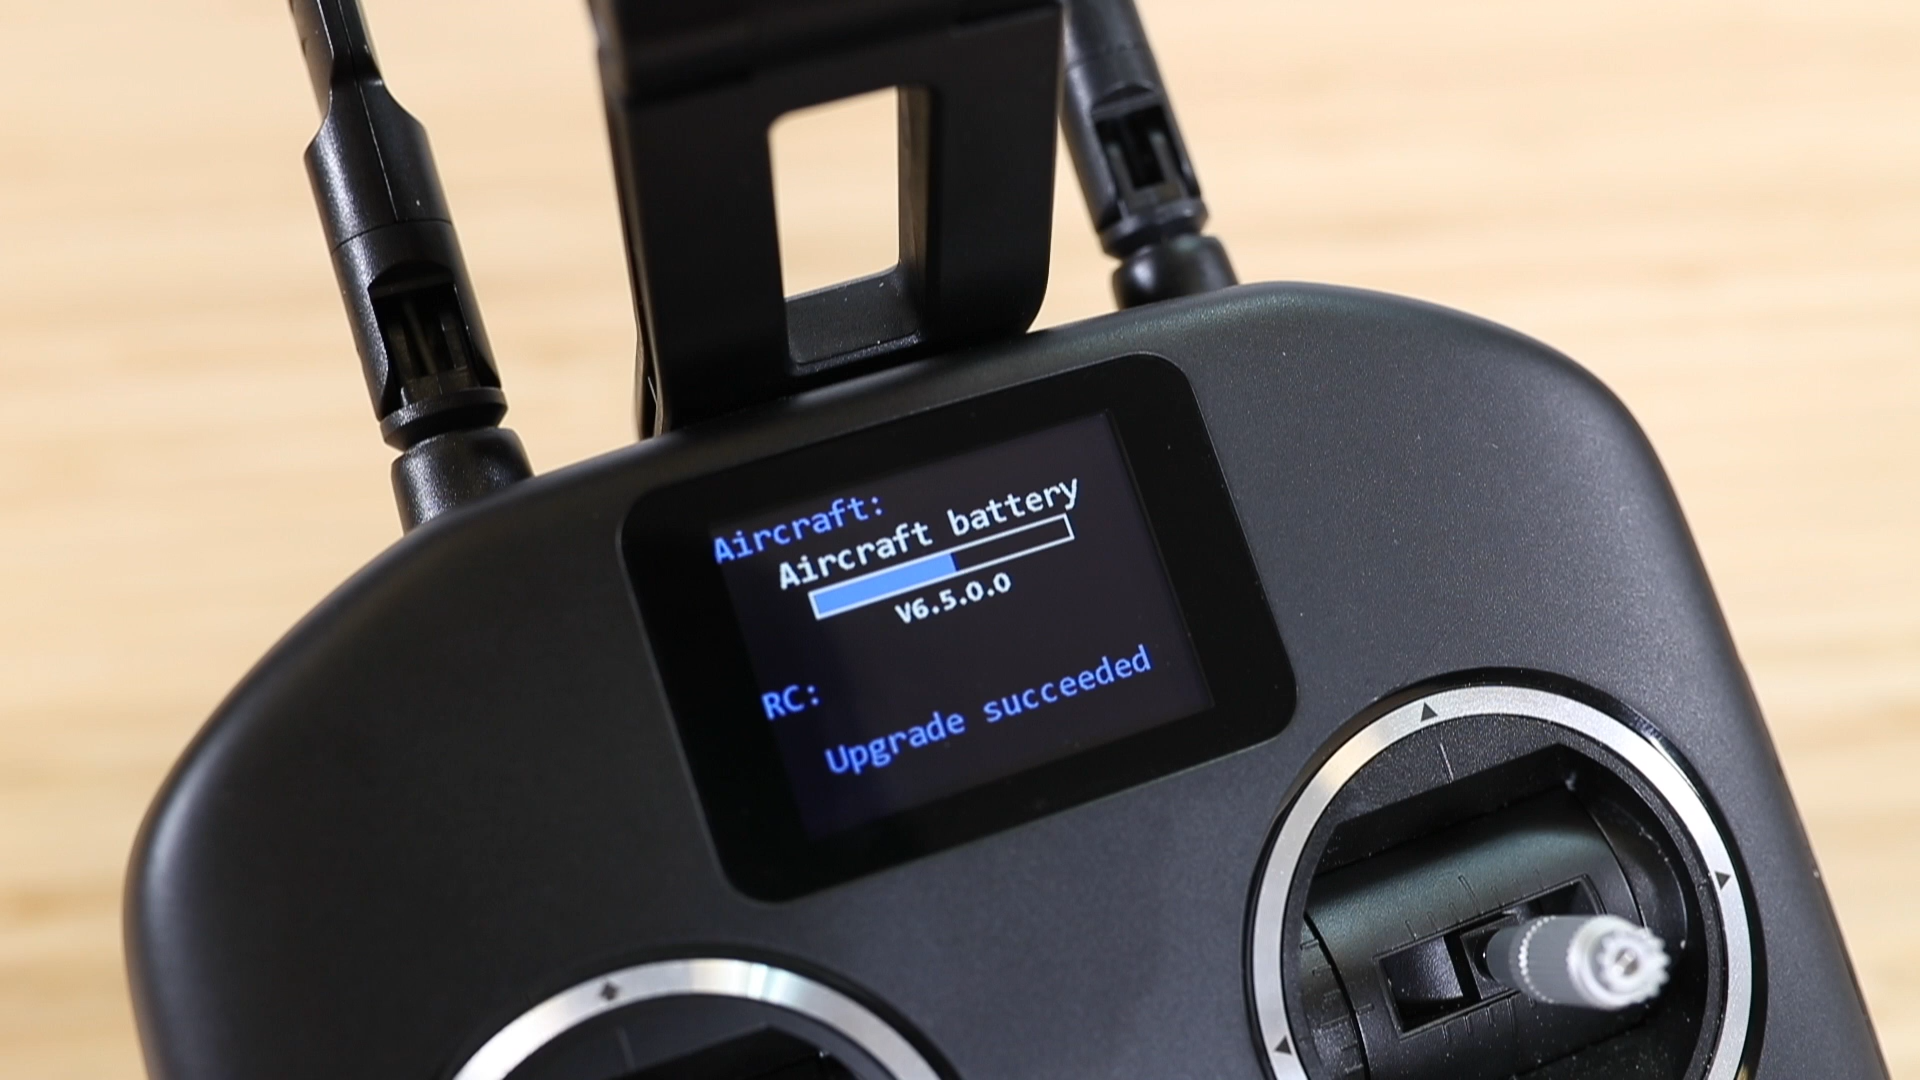 Aircraft:
Aircraft battery
V6.5.0.0
RC:
Upgrade succeeded